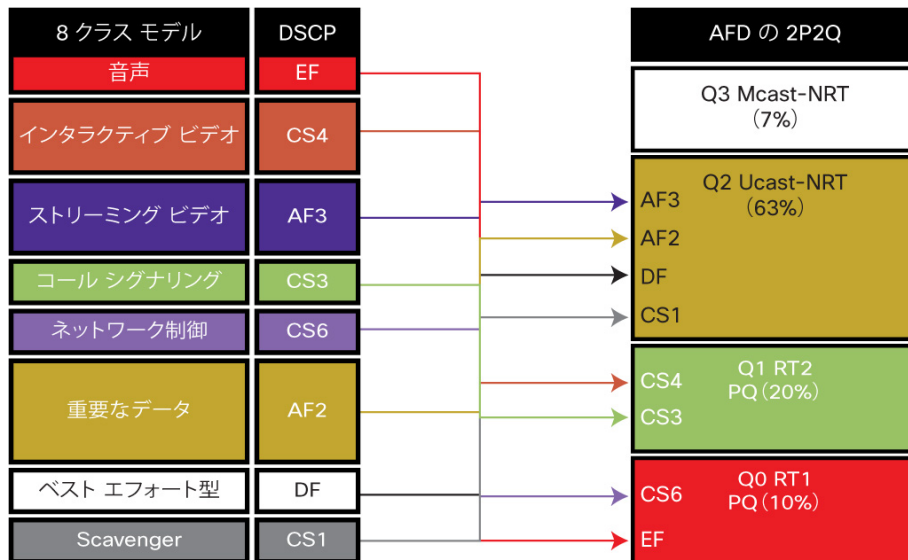 8 クラス モデル
DSCP
音声
EF
インタラクティブ ビデオ
CS4
ストリーミング ビデオ
AF3
コール シグナリング
CS3
ネットワーク制御
CS6
重要なデータ
AF2
ベスト エフォート型
DF
Scavenger
CS1
AFD の 2P2Q
Q3 Mcast-NRT
(7%)
Q2 Ucast-NRT
(63%)
AF3
AF2
DF
CS1
Q1 RT2
PQ(20%)
CS4
CS3
Q0 RT1
PQ(10%)
CS6
EF